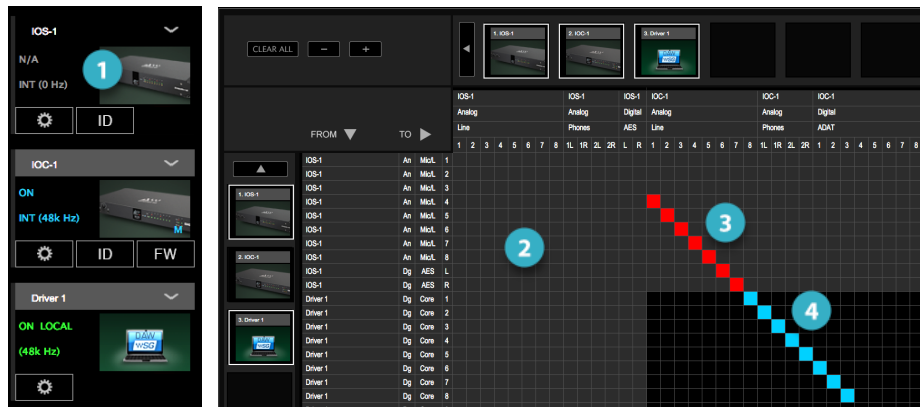 IOS-1
N/A
1
INT (0 Hz)
ID
IOC-1
ON
INT (48k Hz)
M
ID
FW
Driver 1
ON LOCAL
DAW
WSG
(48k Hz)
CLEAR ALL
−
+
1. IOS-1
2. IOC-1
3. Driver 1
IOS-1 IOS-1 IOS-1 IOC-1 IOC-1 IOC-1
Analog Analog Digital Analog Analog Digital
Line Phones AES Line Phones ADAT
FROM TO
1 2 3 4 5 6 7 8 1L 1R 2L 2R L R 1 2 3 4 5 6 7 8 1L 1R 2L 2R 1 2 3 4 5 6 7 8
1. IOS-1
2. IOC-1
3. Driver 1
IOS-1 An Mic/L 1
IOS-1 An Mic/L 2
IOS-1 An Mic/L 3
IOS-1 An Mic/L 4
IOS-1 An Mic/L 5
IOS-1 An Mic/L 6
IOS-1 An Mic/L 7
IOS-1 An Mic/L 8
IOS-1 Dg AES L
IOS-1 Dg AES R
Driver 1 Dg Core 1
Driver 1 Dg Core 2
Driver 1 Dg Core 3
Driver 1 Dg Core 4
Driver 1 Dg Core 5
Driver 1 Dg Core 6
Driver 1 Dg Core 7
Driver 1 Dg Core 8
2
3
4